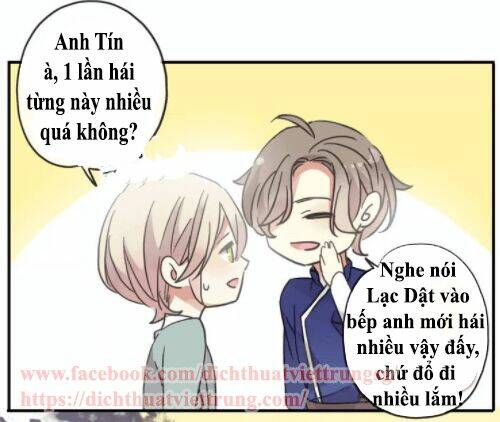 Anh Tín
à, 1 lần hái
từng này nhiều
quá không?
Nghe nói
Lạc Dật vào
bếp anh mới hái
nhiều vậy đấy,
chứ đổ đi
nhiều lắm!
www.facebook.com/dichthuatviettrungsg
https://dichthuatviettrung.com/